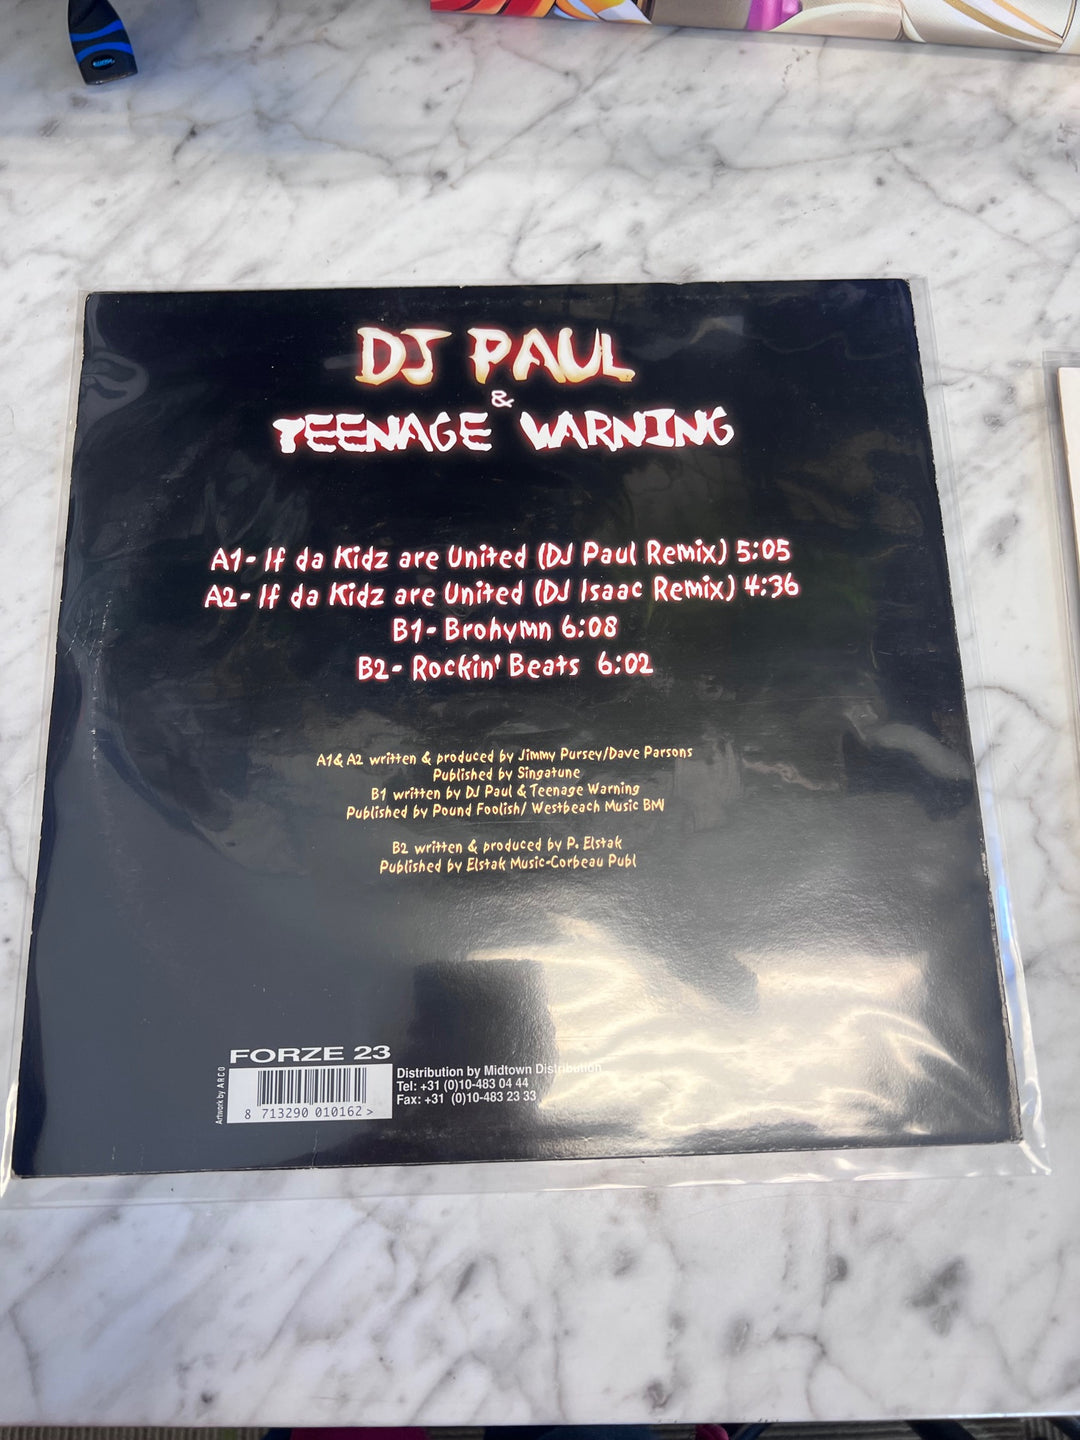 DJ PAUL
&
TEENAGE WARNING
A1- If da Kidz are United (DJ Paul Remix) 5:05
A2- If da Kidz are United (DJ Isaac Remix) 4:36
B1- Brohymn 6:08
B2- Rockin' Beats 6:02
A1& A2 written & produced by Jimmy Pursey/Dave Parsons
Published by Singatune
B1 written by DJ Paul & Teenage Warning
Published by Pound Foolish/ Westbeach Music BMI
B2 written & produced by P. Elstak
Published by Elstak Music-Corbeau Publ
FORZE 23
Artwork by ARCO
8 713290 010162 >
Distribution by Midtown Distribution
Tel: +31 (0)10-483 04 44
Fax: +31 (0)10-483 23 33